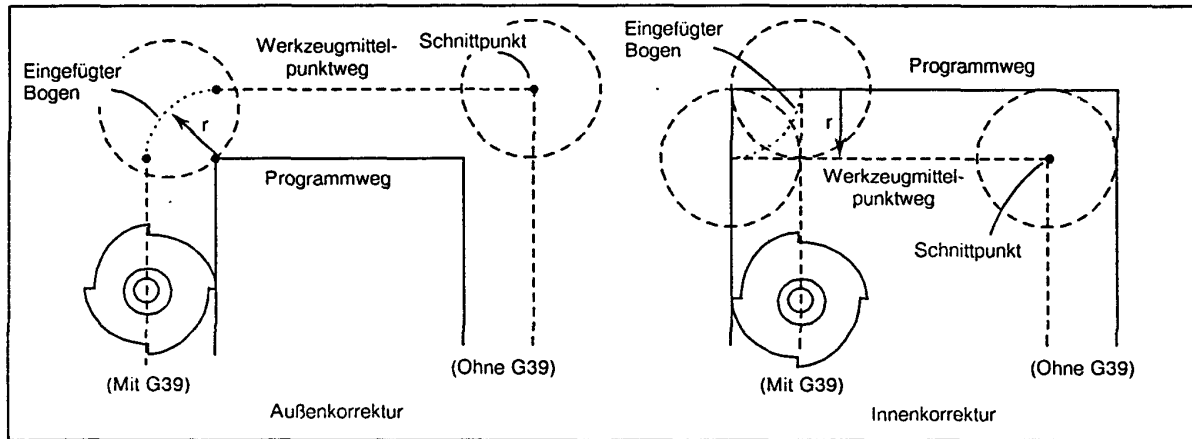 Eingefügter
Bogen
Werkzeugmittel-
punktweg
Schnittpunkt
r
Programmweg
(Mit G39)
(Ohne G39)
Außenkorrektur
Eingefügter
Bogen
Programmweg
r
Werkzeugmittel-
punktweg
Schnittpunkt
(Mit G39)
(Ohne G39)
Innenkorrektur